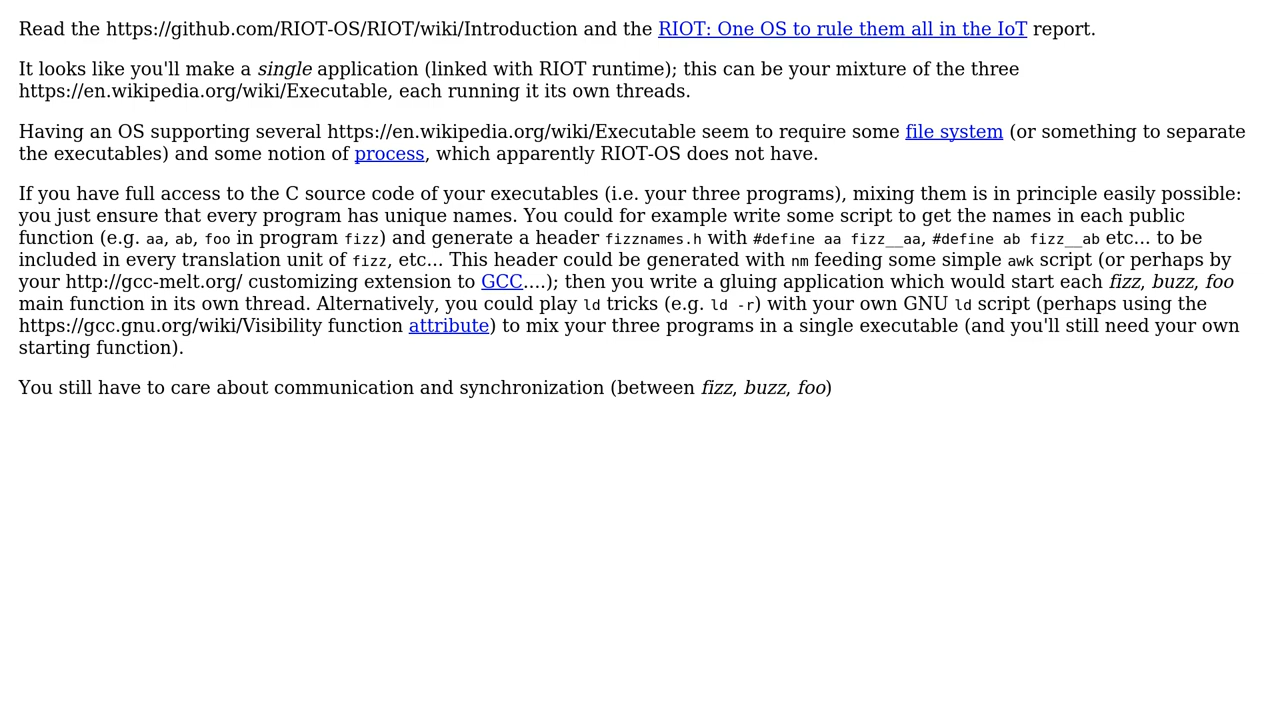 Read the https://github.com/RIOT-OS/RIOT/wiki/Introduction and the RIOT: One OS to rule them all in the IoT report.
It looks like you'll make a single application (linked with RIOT runtime); this can be your mixture of the three
https://en.wikipedia.org/wiki/Executable, each running it its own threads.
Having an OS supporting several https://en.wikipedia.org/wiki/Executable seem to require some file system (or something to separate
the executables) and some notion of process, which apparently RIOT-OS does not have.
If you have full access to the C source code of your executables (i.e. your three programs), mixing them is in principle easily possible:
you just ensure that every program has unique names. You could for example write some script to get the names in each public
function (e.g. aa, ab, foo in program fizz) and generate a header fizznames.h with #define aa fizz__aa, #define ab fizz__ab etc... to be
included in every translation unit of fizz, etc... This header could be generated with nm feeding some simple awk script (or perhaps by
your http://gcc-melt.org/ customizing extension to GCC....); then you write a gluing application which would start each fizz, buzz, foo
main function in its own thread. Alternatively, you could play ld tricks (e.g. ld -r) with your own GNU ld script (perhaps using the
https://gcc.gnu.org/wiki/Visibility function attribute) to mix your three programs in a single executable (and you'll still need your own
starting function).
You still have to care about communication and synchronization (between fizz, buzz, foo)